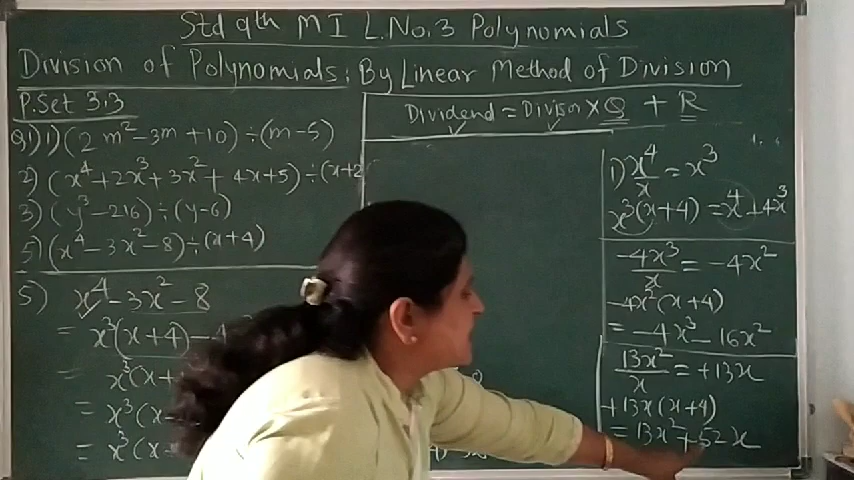 Std 9th M I L.No.3 Polynomials
Division of Polynomials: By Linear Method of Division
P.Set 3.3
Dividend = Divisor × Q + R
Q1) 1) (2m² - 3m + 10) ÷ (m - 5)
2) (x⁴ + 2x³ + 3x² + 4x + 5) ÷ (x + 2
3) (y³ - 216) ÷ (y - 6)
5) (x⁴ - 3x² - 8) ÷ (x + 4)
5) x⁴ - 3x² - 8
= x³(x + 4) - 4
= x³(x +
= x³(x
= x³(x
1) x⁴/x = x³
x³(x + 4) = x⁴ + 4x³
-4x³/x = -4x²
-4x²(x + 4)
= -4x³ - 16x²
13x²/x = +13x
+13x(x + 4)
= 13x² + 52x